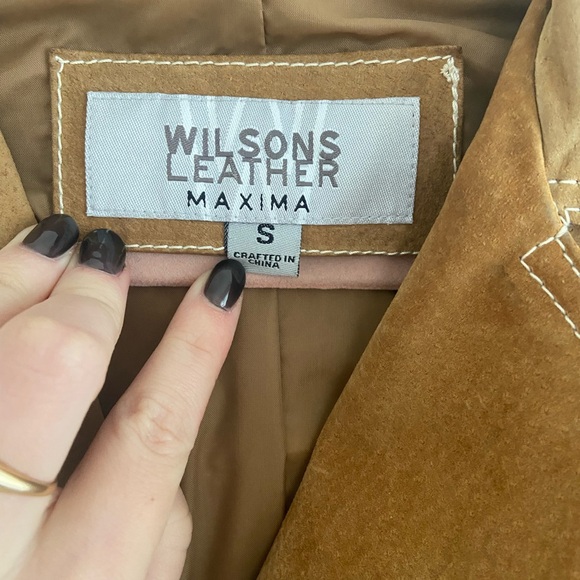 WILSONS
LEATHER
MAXIMA
S
CRAFTED IN
CHINA